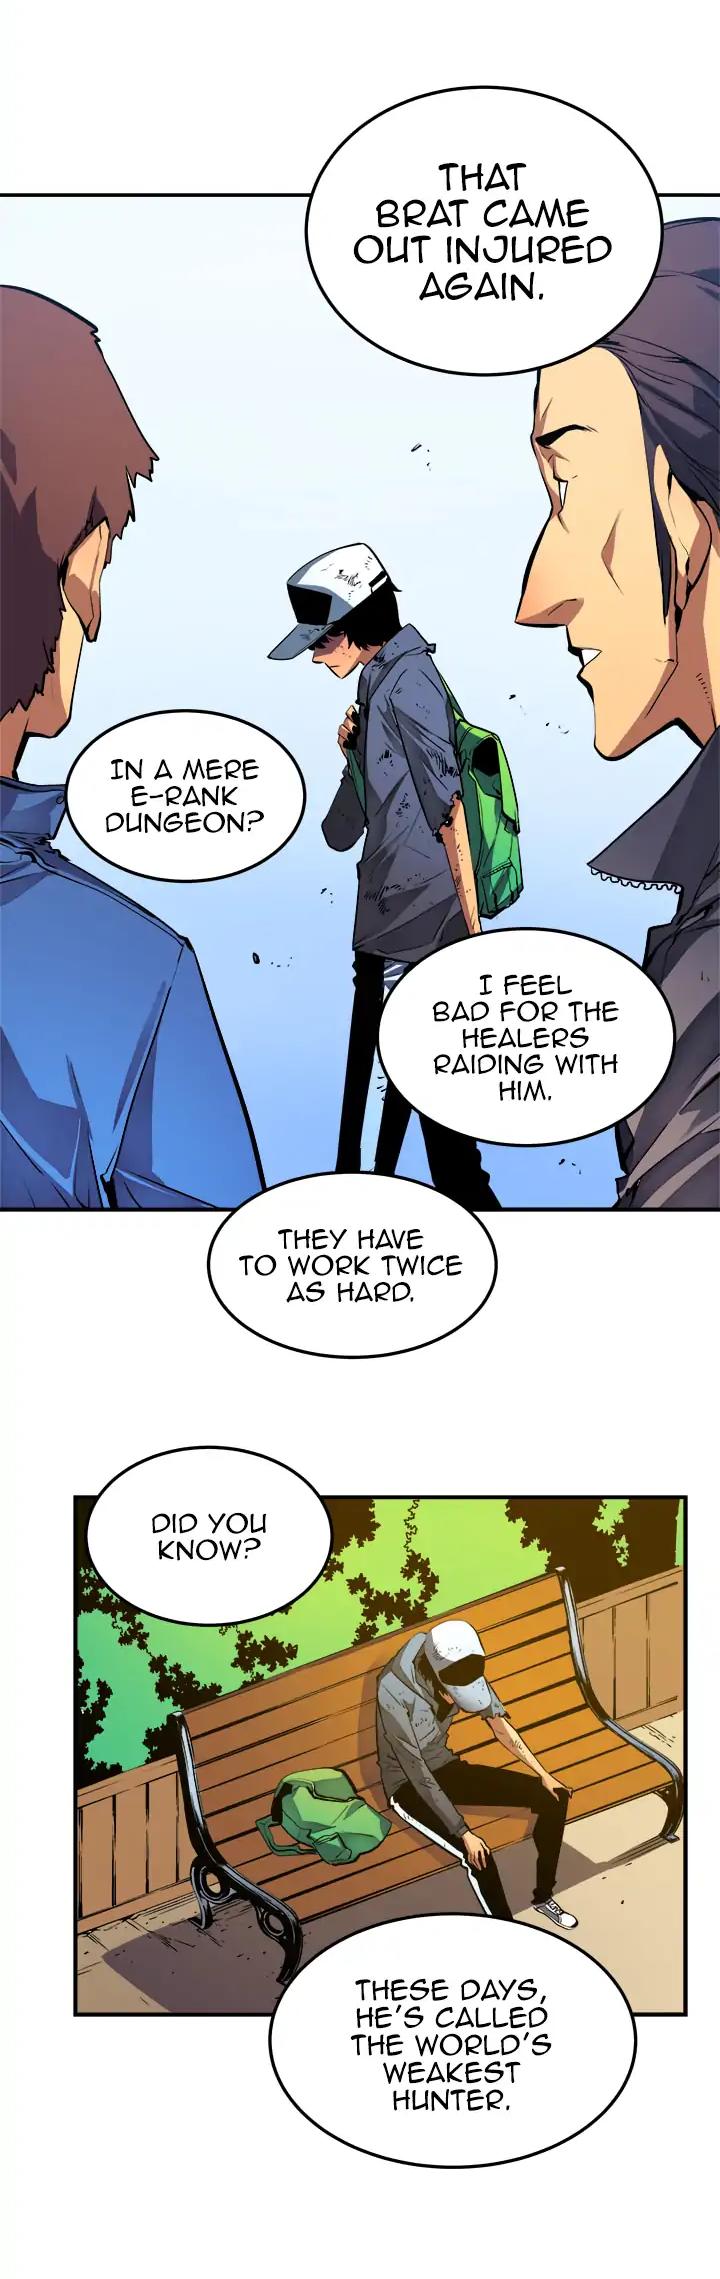 THAT
BRAT CAME
OUT INJURED
AGAIN.
IN A MERE
E-RANK
DUNGEON?
I FEEL
BAD FOR THE
HEALERS
RAIDING WITH
HIM.
THEY HAVE
TO WORK TWICE
AS HARD.
DID YOU
KNOW?
THESE DAYS,
HE'S CALLED
THE WORLD'S
WEAKEST
HUNTER.